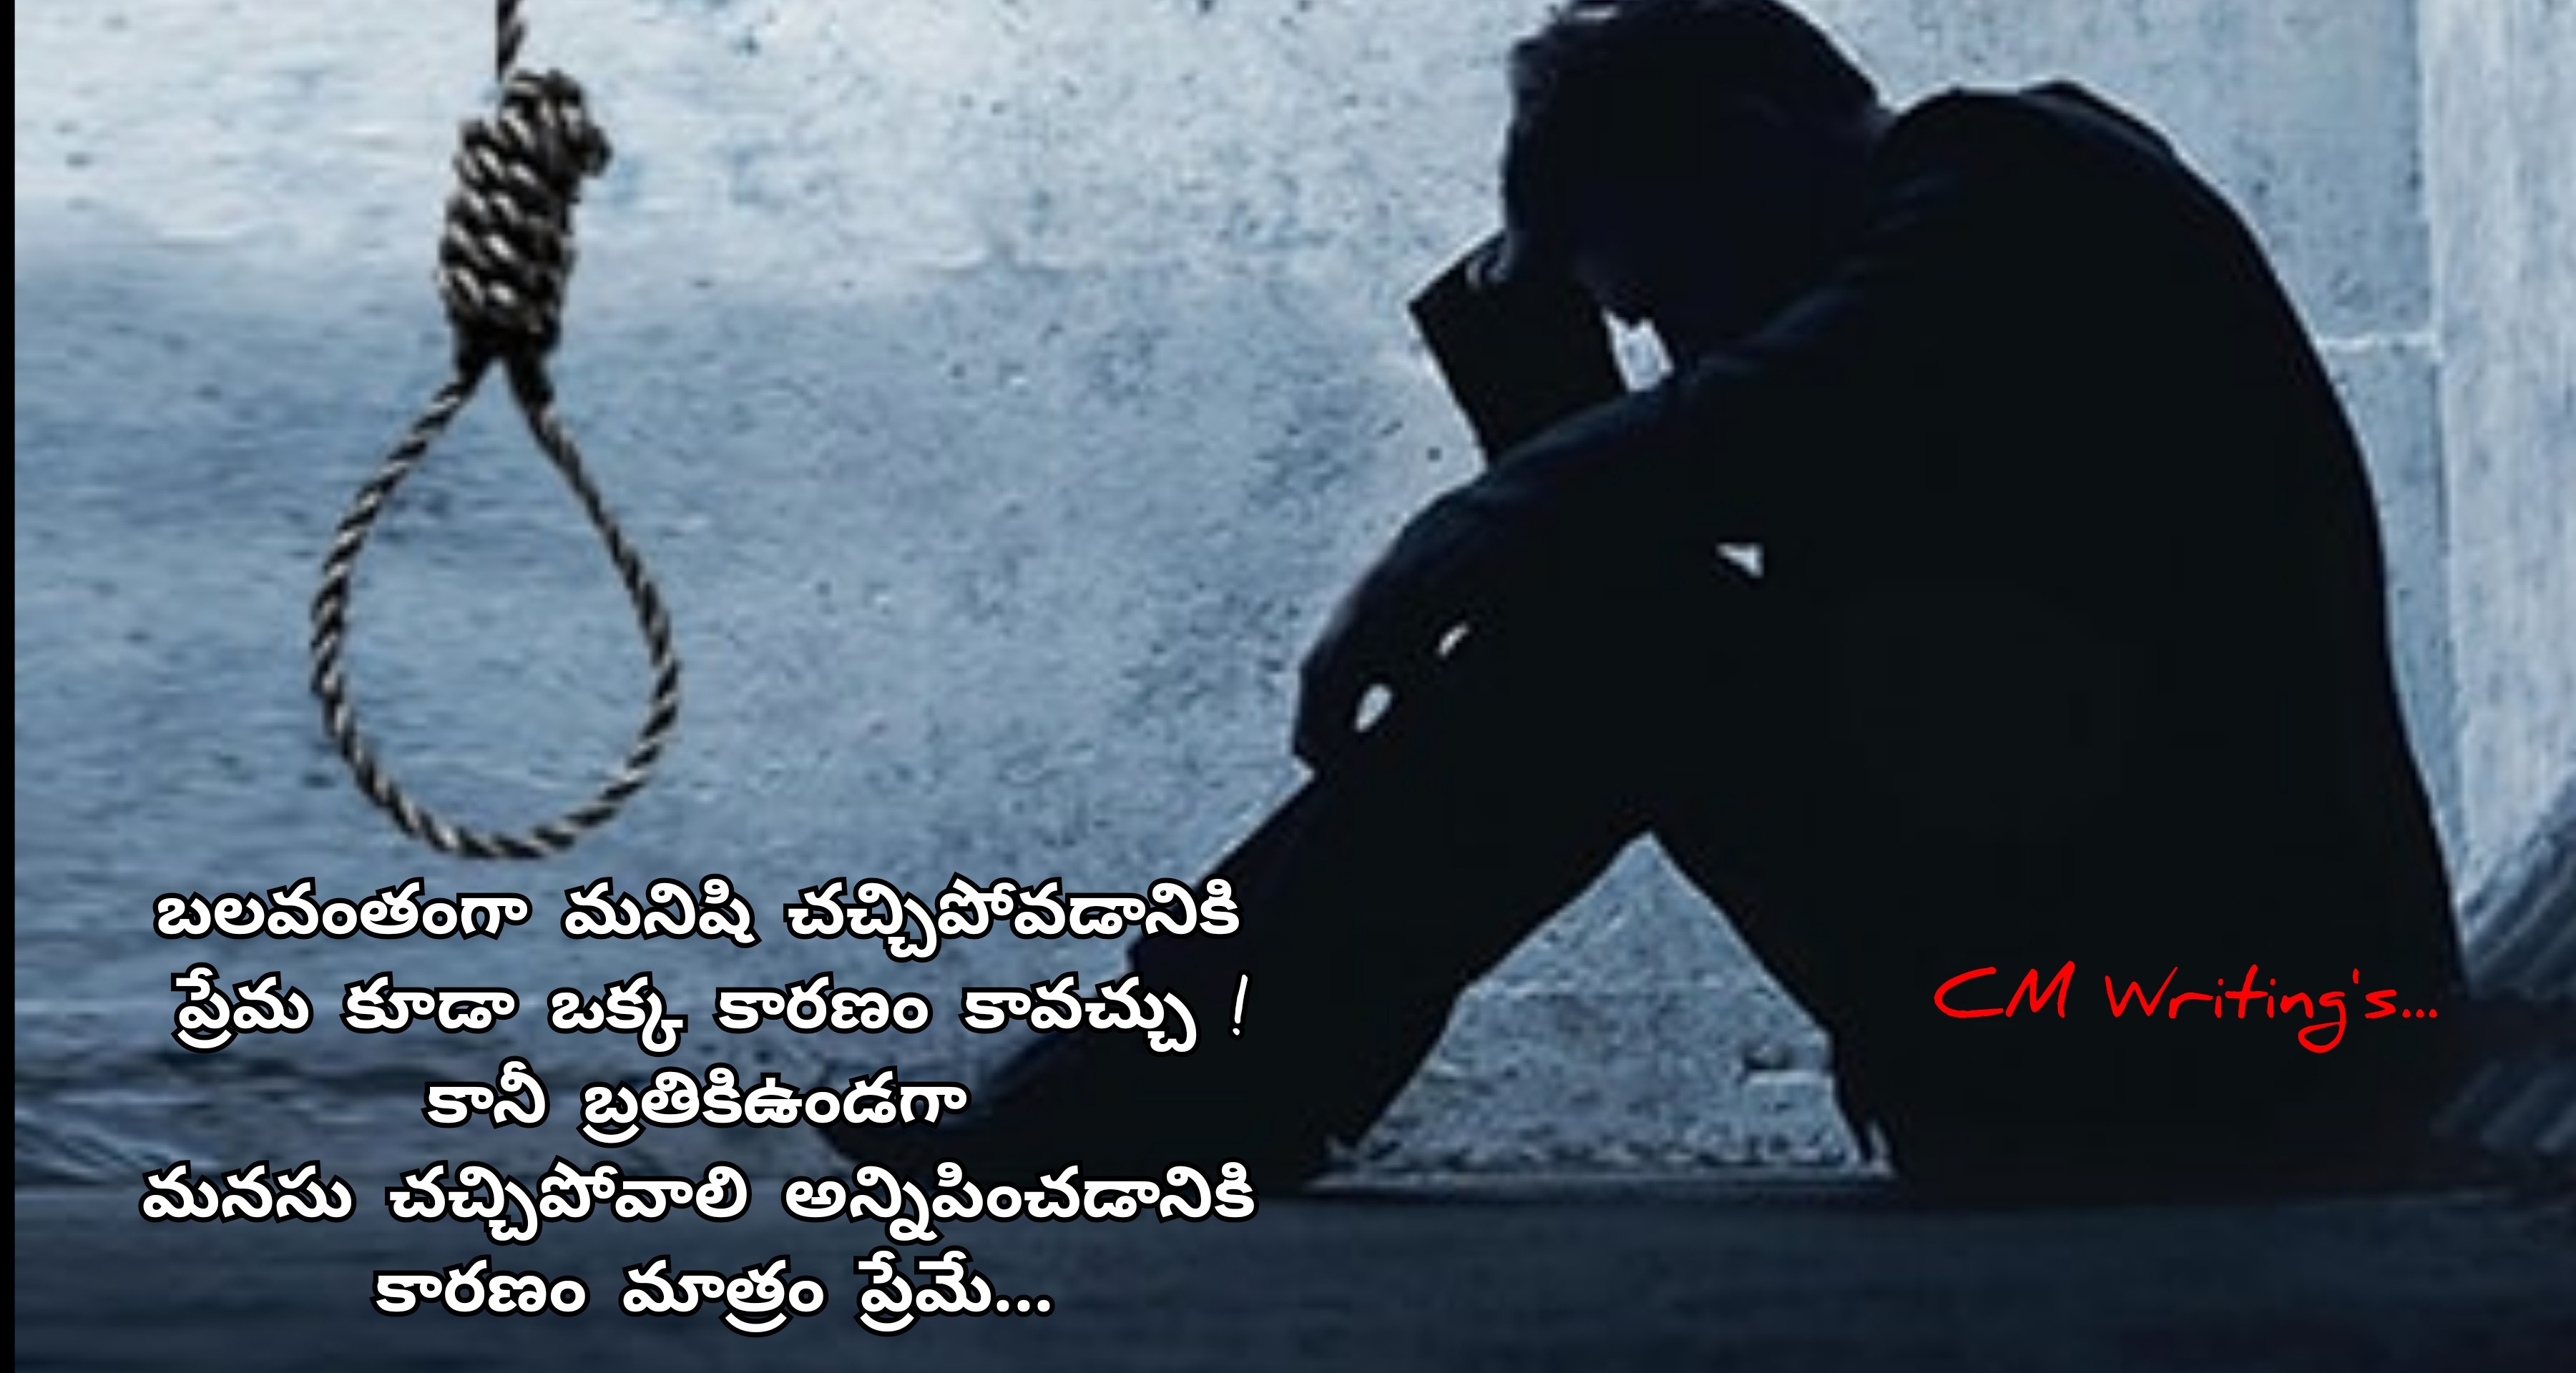 బలవంతంగా మనిషి చచ్చిపోవడానికి
ప్రేమ కూడా ఒక్క కారణం కావచ్చు !
కానీ బ్రతికిఉండగా
మనసు చచ్చిపోవాలి అన్నిపించడానికి
కారణం మాత్రం ప్రేమే...
CM Writing's...